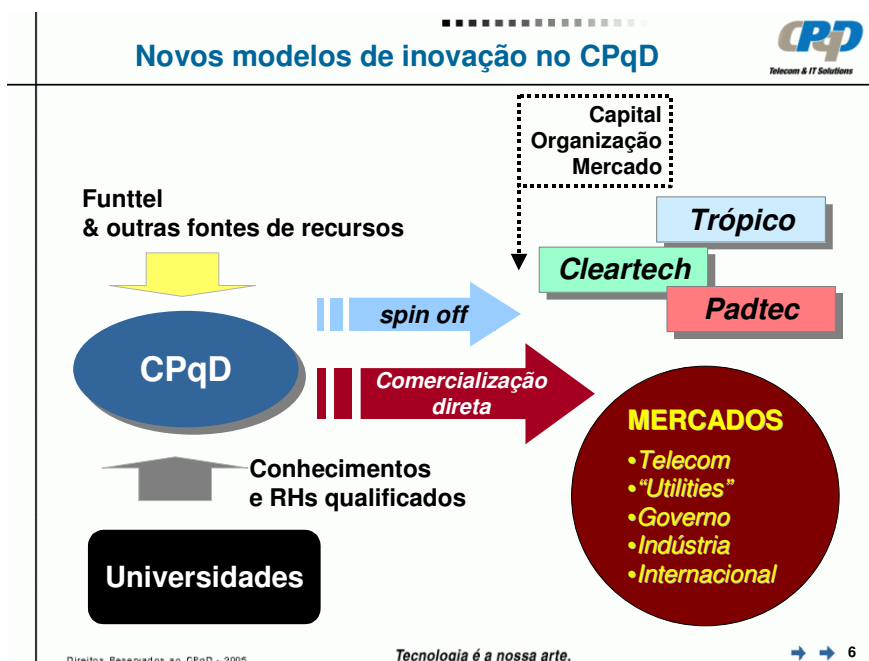 Novos modelos de inovação no CPqD
CPqD
Telecom & IT Solutions
Capital
Organização
Mercado
Funttel
& outras fontes de recursos
Trópico
Cleartech
Padtec
spin off
CPqD
Comercialização
direta
MERCADOS
•Telecom
•“Utilities”
•Governo
•Indústria
•Internacional
Conhecimentos
e RHs qualificados
Universidades
Direitos Reservados ao CPqD - 2005
Tecnologia é a nossa arte.
6